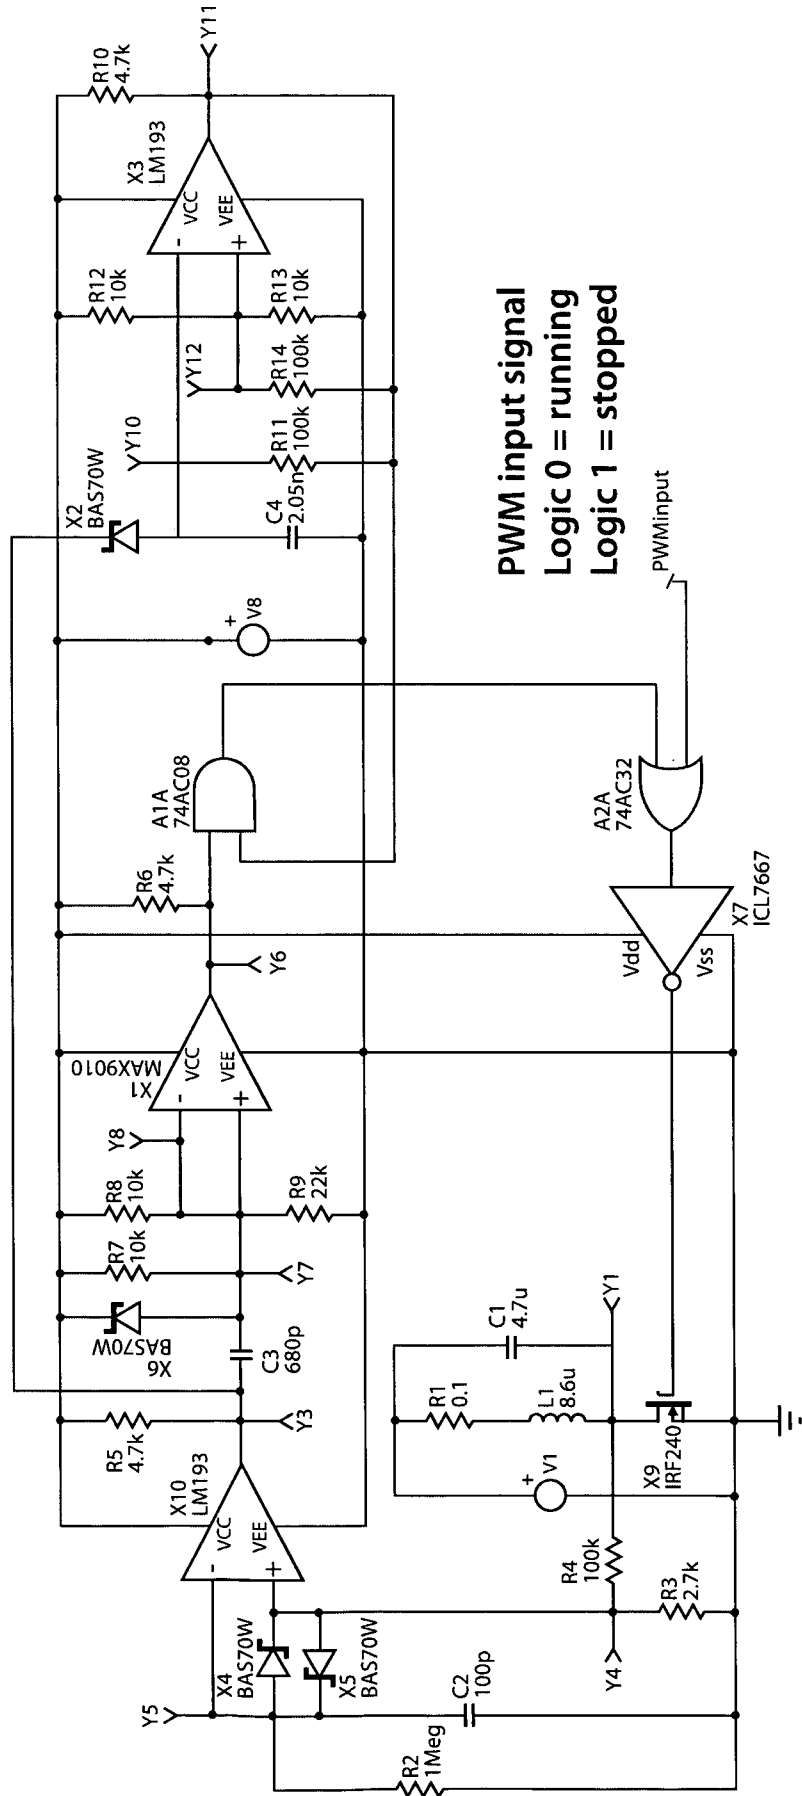 Y11
R10
4.7k
X3
LM193
VCC
VEE
-
+
R12
10k
R13
10k
Y12
R14
100k
Y10
R11
100k
X2
BAS70W
C4
2.05n
+
V8
PWM input signal
Logic 0 = running
Logic 1 = stopped
PWMinput
A1A
74AC08
A2A
74AC32
R6
4.7k
X7
ICL7667
Vdd
Vss
Y6
X1
MAX9010
VCC
VEE
-
+
Y8
R8
10k
R9
22k
R7
10k
Y7
X6
BAS70W
C3
680p
R5
4.7k
Y3
X10
LM193
VCC
VEE
-
+
C1
4.7u
Y1
R1
0.1
L1
8.6u
+
V1
X9
IRF240
R4
100k
R3
2.7k
Y4
X4
BAS70W
X5
BAS70W
Y5
C2
100p
R2
1Meg